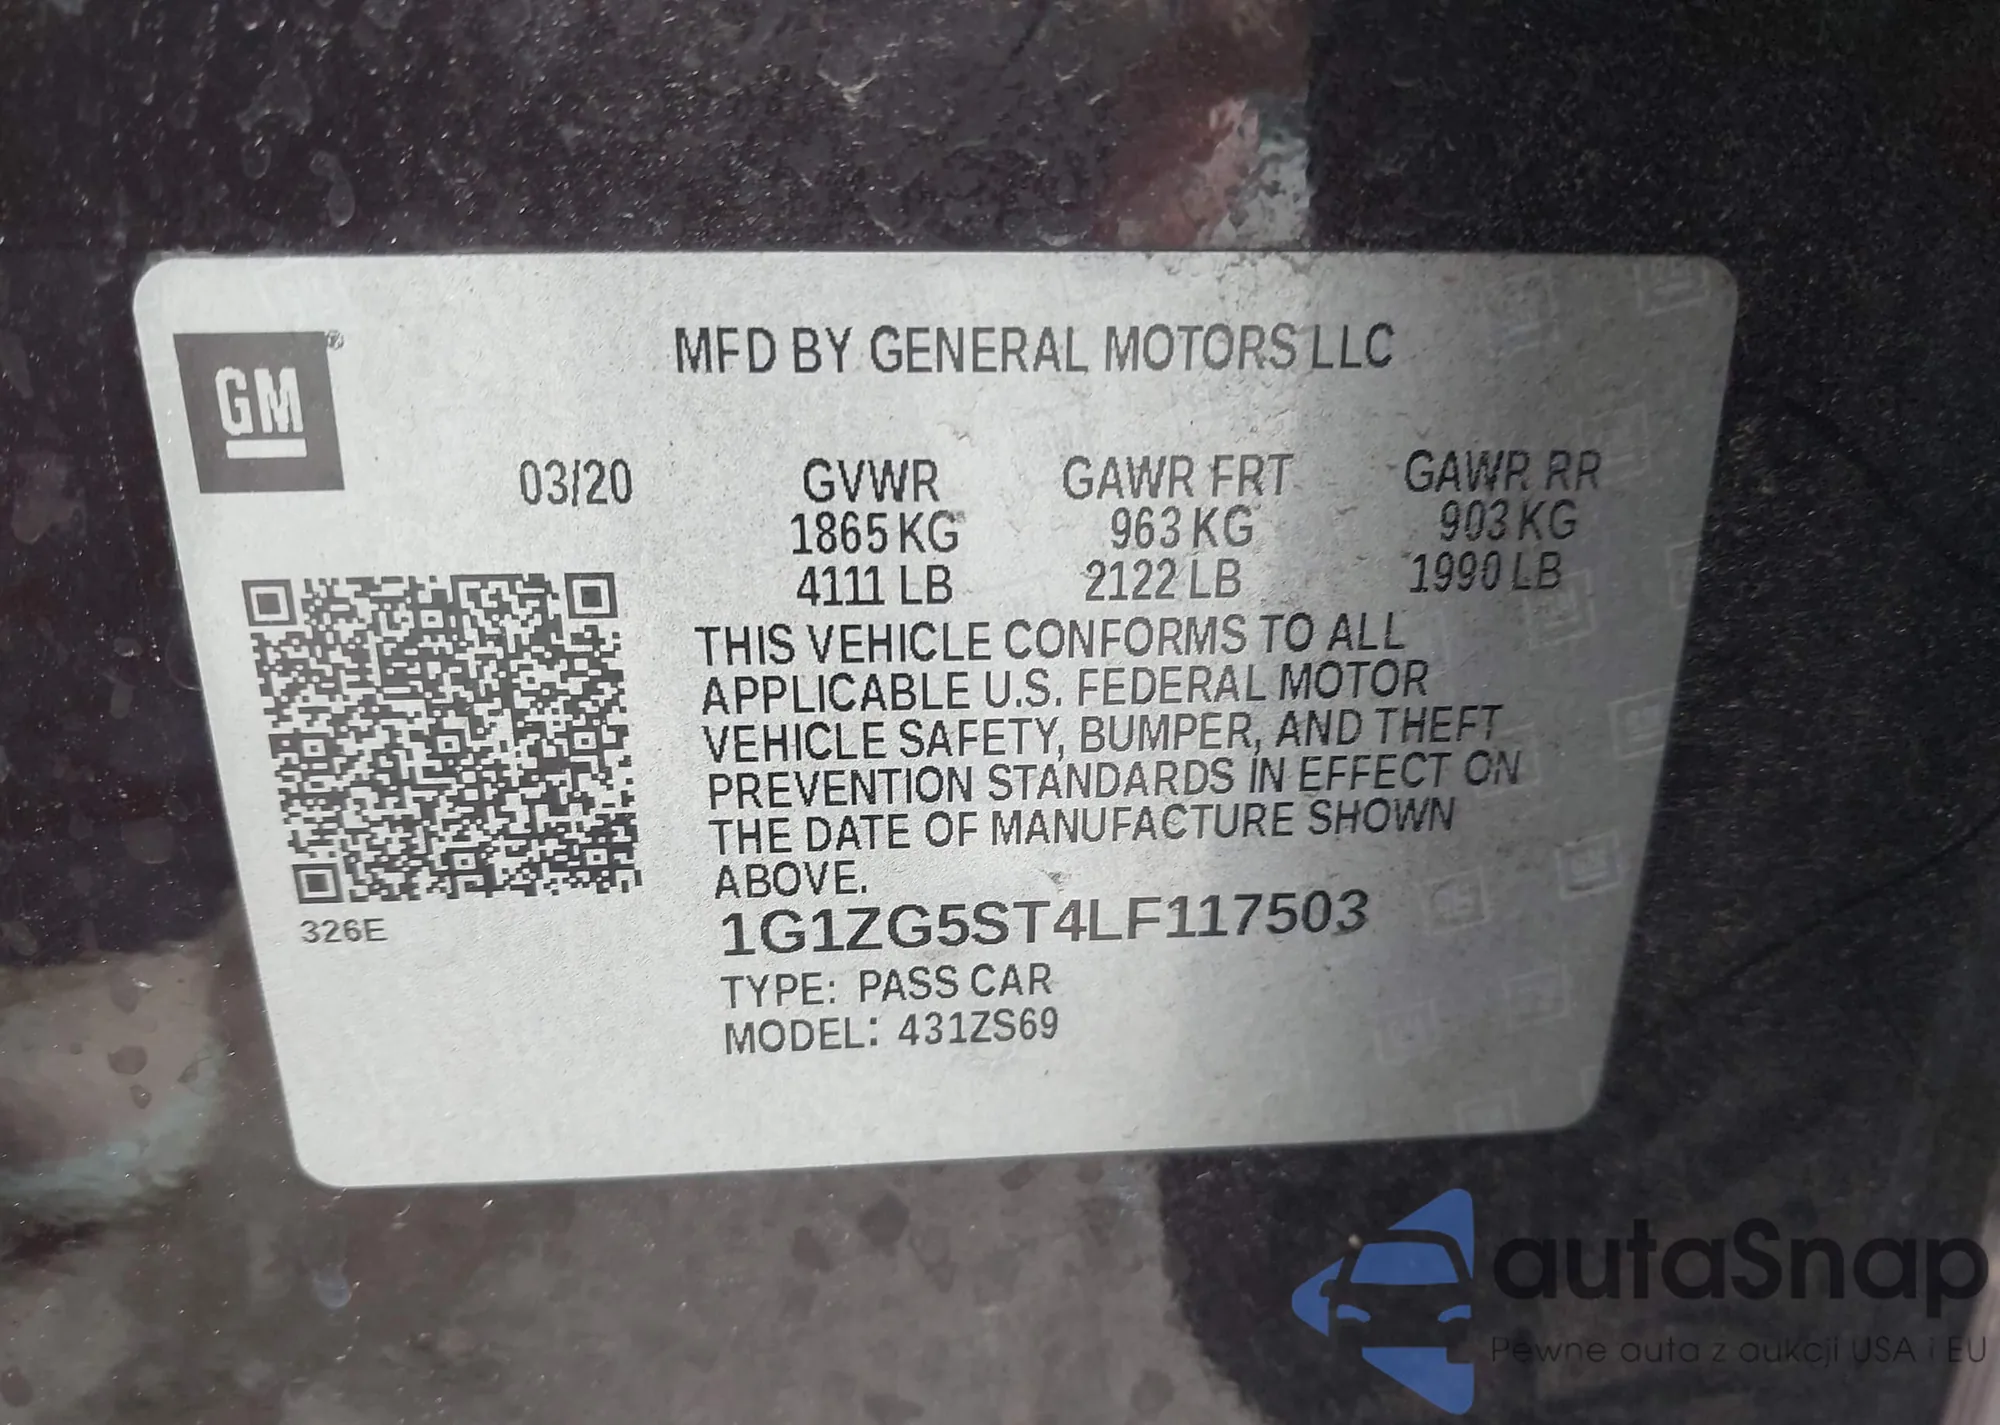 GM®
MFD BY GENERAL MOTORS LLC
03/20 GVWR GAWR FRT GAWR RR
1865 KG 963 KG 903 KG
4111 LB 2122 LB 1990 LB
THIS VEHICLE CONFORMS TO ALL
APPLICABLE U.S. FEDERAL MOTOR
VEHICLE SAFETY, BUMPER, AND THEFT
PREVENTION STANDARDS IN EFFECT ON
THE DATE OF MANUFACTURE SHOWN
ABOVE.
326E
1G1ZG5ST4LF117503
TYPE: PASS CAR
MODEL: 431ZS69
autaSnap
Pewne auta z aukcji USA i EU